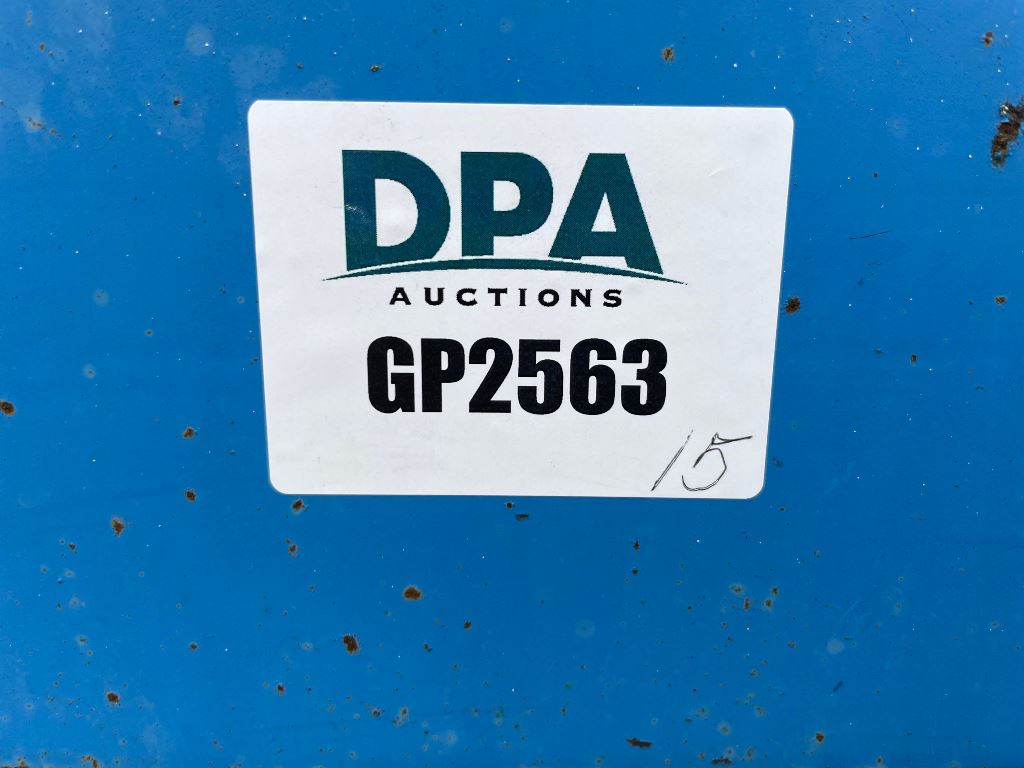 DPA
AUCTIONS
GP2563
15